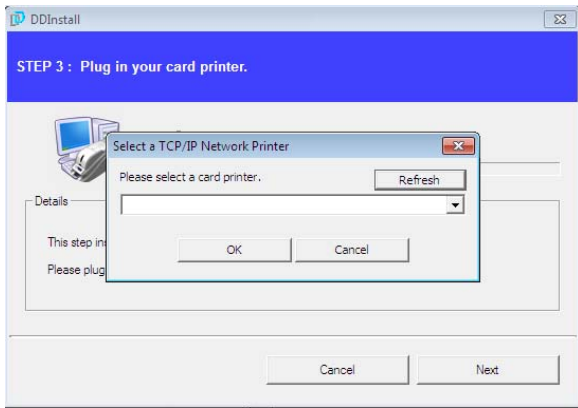 DDInstall
STEP 3 : Plug in your card printer.
Select a TCP/IP Network Printer
Please select a card printer.
Refresh
Details
This step in
OK
Cancel
Please plug
Cancel
Next